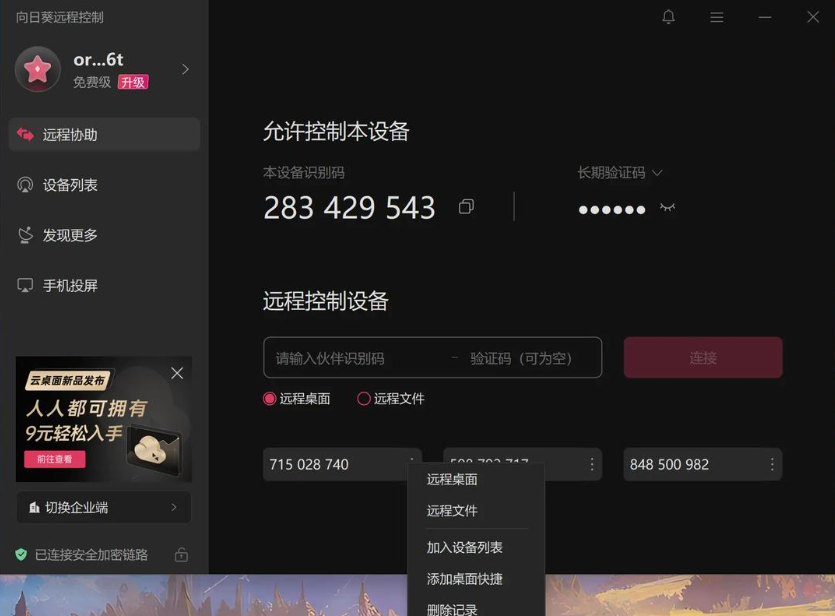 向日葵远程控制
or...6t
免费级 升级
远程协助
设备列表
发现更多
手机投屏
云桌面新品发布
人人都可拥有
9元轻松入手
前往查看
切换企业端
已连接安全加密链路
允许控制本设备
本设备识别码
长期验证码
283 429 543
●●●●●●
远程控制设备
请输入伙伴识别码 – 验证码（可为空）
连接
远程桌面 远程文件
715 028 740
848 500 982
远程桌面
远程文件
加入设备列表
添加桌面快捷
删除记录